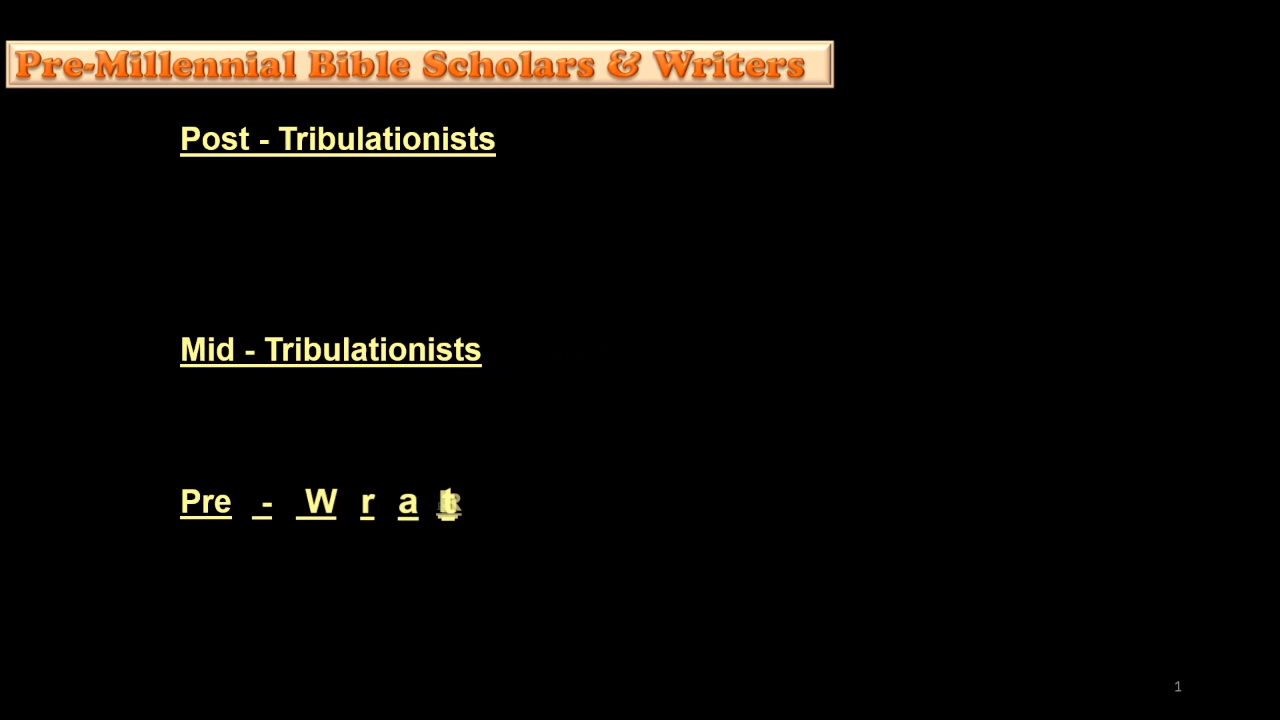 Pre-Millennial Bible Scholars & Writers
Post - Tribulationists
Mid - Tribulationists
Pre - W r a t
1